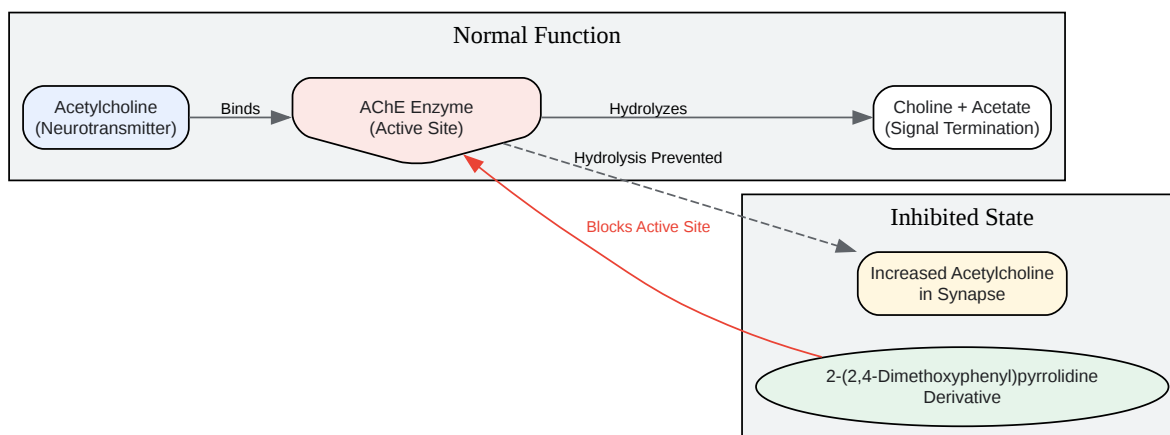 Normal Function
Acetylcholine
(Neurotransmitter)
Binds
AChE Enzyme
(Active Site)
Hydrolyzes
Choline + Acetate
(Signal Termination)
Hydrolysis Prevented
Blocks Active Site
Inhibited State
Increased Acetylcholine
in Synapse
2-(2,4-Dimethoxyphenyl)pyrrolidine
Derivative